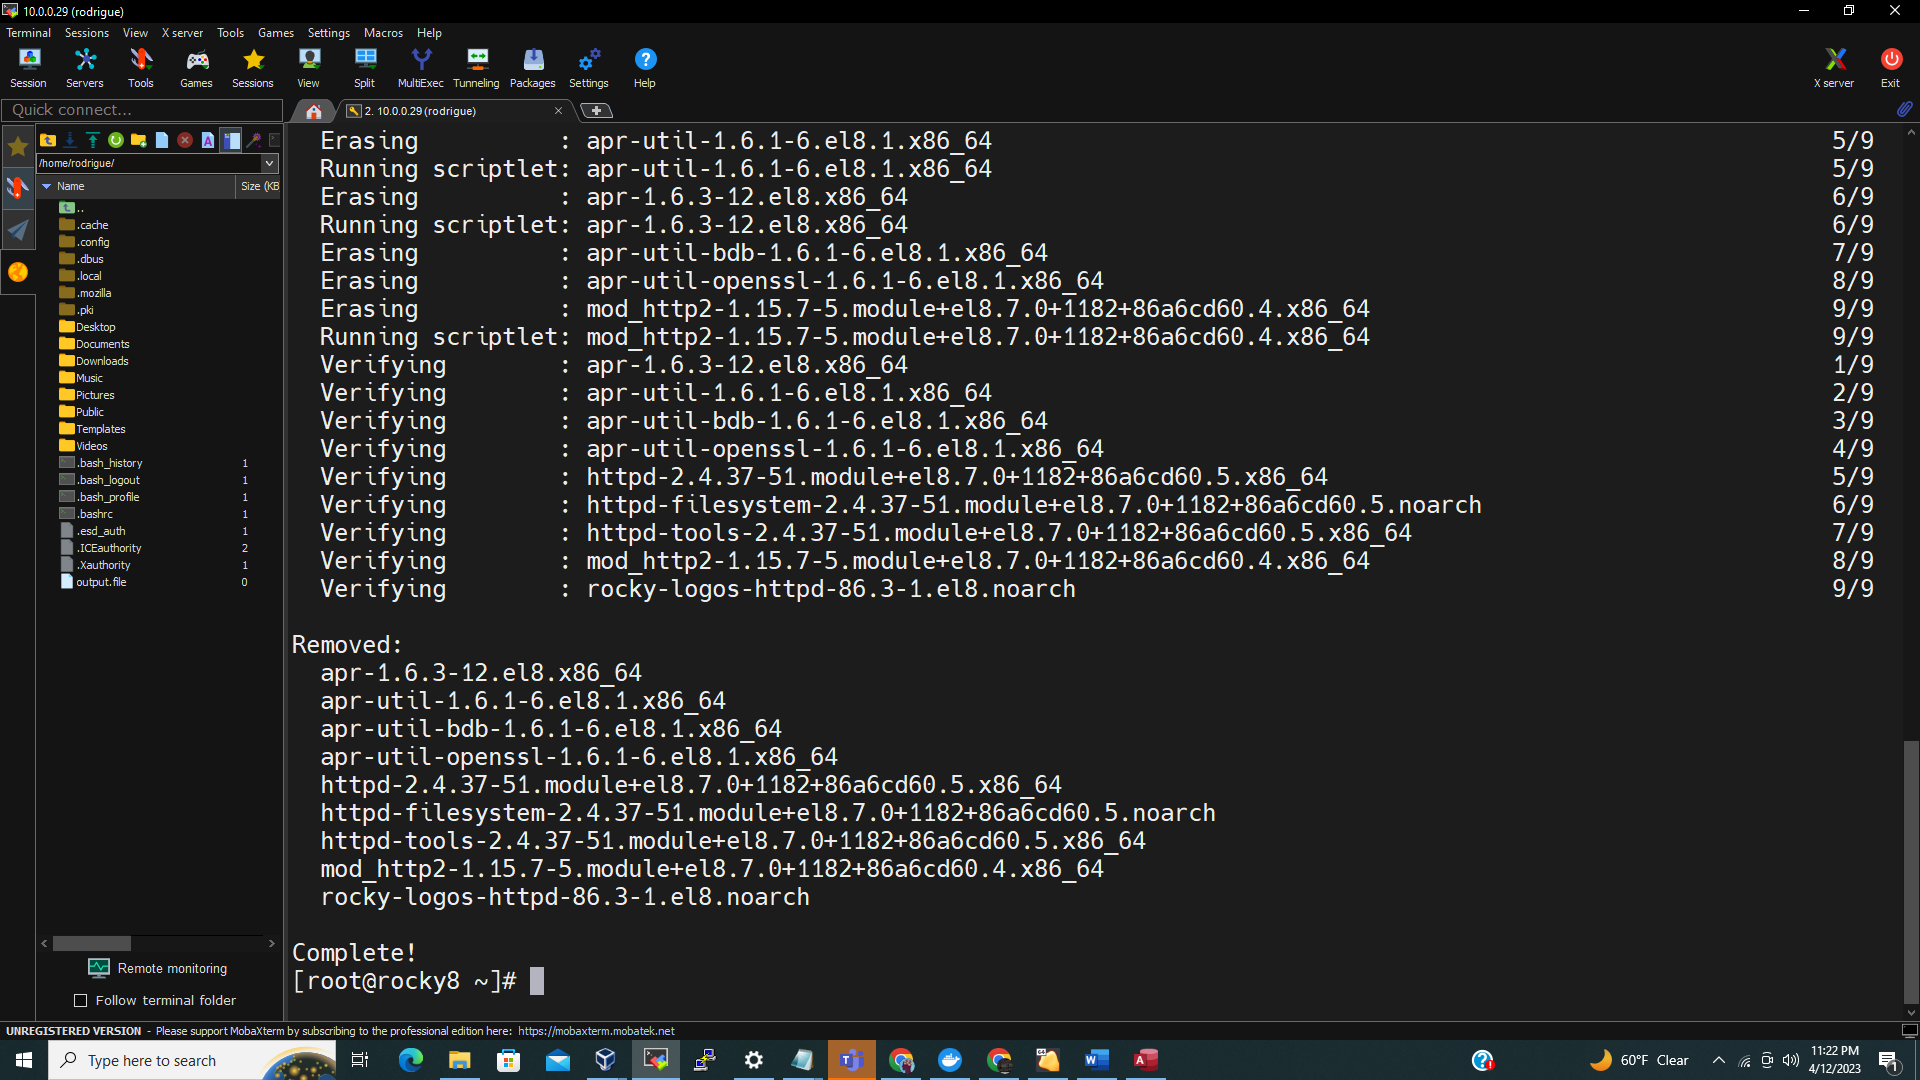 10.0.0.29 (rodrigue)
Terminal Sessions View X server Tools Games Settings Macros Help
Session Servers Tools Games Sessions View Split MultiExec Tunneling Packages Settings Help X server Exit
Quick connect...
2. 10.0.0.29 (rodrigue)
/home/rodrigue/
Name Size (KB
..
.cache
.config
.dbus
.local
.mozilla
.pki
Desktop
Documents
Downloads
Music
Pictures
Public
Templates
Videos
.bash_history 1
.bash_logout 1
.bash_profile 1
.bashrc 1
.esd_auth 1
.ICEauthority 2
.Xauthority 1
output.file 0
Remote monitoring
Follow terminal folder
Erasing : apr-util-1.6.1-6.el8.1.x86_64 5/9
Running scriptlet: apr-util-1.6.1-6.el8.1.x86_64 5/9
Erasing : apr-1.6.3-12.el8.x86_64 6/9
Running scriptlet: apr-1.6.3-12.el8.x86_64 6/9
Erasing : apr-util-bdb-1.6.1-6.el8.1.x86_64 7/9
Erasing : apr-util-openssl-1.6.1-6.el8.1.x86_64 8/9
Erasing : mod_http2-1.15.7-5.module+el8.7.0+1182+86a6cd60.4.x86_64 9/9
Running scriptlet: mod_http2-1.15.7-5.module+el8.7.0+1182+86a6cd60.4.x86_64 9/9
Verifying : apr-1.6.3-12.el8.x86_64 1/9
Verifying : apr-util-1.6.1-6.el8.1.x86_64 2/9
Verifying : apr-util-bdb-1.6.1-6.el8.1.x86_64 3/9
Verifying : apr-util-openssl-1.6.1-6.el8.1.x86_64 4/9
Verifying : httpd-2.4.37-51.module+el8.7.0+1182+86a6cd60.5.x86_64 5/9
Verifying : httpd-filesystem-2.4.37-51.module+el8.7.0+1182+86a6cd60.5.noarch 6/9
Verifying : httpd-tools-2.4.37-51.module+el8.7.0+1182+86a6cd60.5.x86_64 7/9
Verifying : mod_http2-1.15.7-5.module+el8.7.0+1182+86a6cd60.4.x86_64 8/9
Verifying : rocky-logos-httpd-86.3-1.el8.noarch 9/9
Removed:
apr-1.6.3-12.el8.x86_64
apr-util-1.6.1-6.el8.1.x86_64
apr-util-bdb-1.6.1-6.el8.1.x86_64
apr-util-openssl-1.6.1-6.el8.1.x86_64
httpd-2.4.37-51.module+el8.7.0+1182+86a6cd60.5.x86_64
httpd-filesystem-2.4.37-51.module+el8.7.0+1182+86a6cd60.5.noarch
httpd-tools-2.4.37-51.module+el8.7.0+1182+86a6cd60.5.x86_64
mod_http2-1.15.7-5.module+el8.7.0+1182+86a6cd60.4.x86_64
rocky-logos-httpd-86.3-1.el8.noarch
Complete!
[root@rocky8 ~]#
UNREGISTERED VERSION - Please support MobaXterm by subscribing to the professional edition here: https://mobaxterm.mobatek.net
Type here to search
60°F Clear
11:22 PM
4/12/2023
1